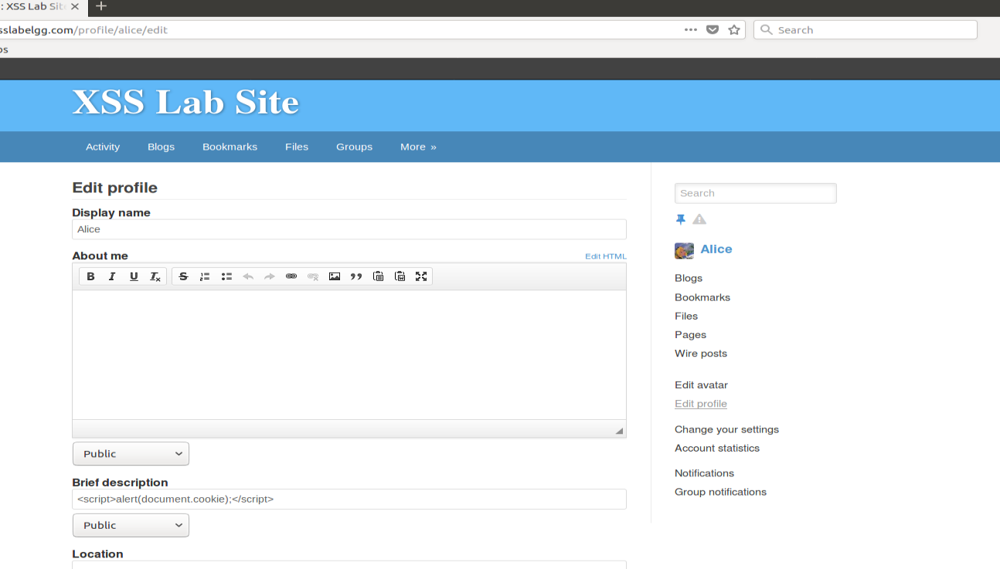 : XSS Lab Sit
sslabelgg.com/profile/alice/edit
Search
os
XSS Lab Site
Activity Blogs Bookmarks Files Groups More »
Edit profile
Display name
Alice
About me
Edit HTML
B I U Tx S
Public
Brief description
<script>alert(document.cookie);</script>
Public
Location
Search
Alice
Blogs
Bookmarks
Files
Pages
Wire posts
Edit avatar
Edit profile
Change your settings
Account statistics
Notifications
Group notifications